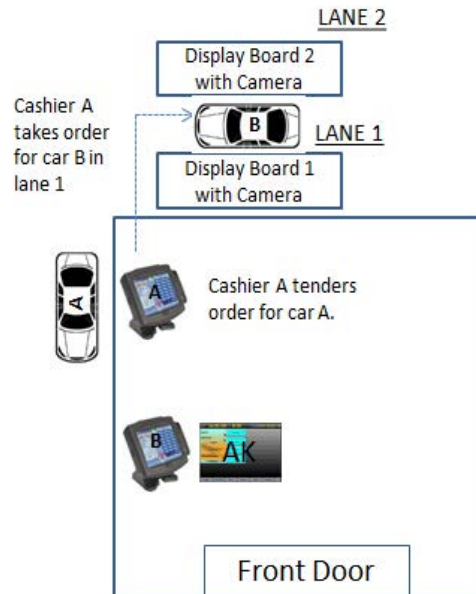 LANE 2
Display Board 2
with Camera
Cashier A
takes order
for car B in
lane 1
B
LANE 1
Display Board 1
with Camera
A
A
Cashier A tenders
order for car A.
B
AK
Front Door